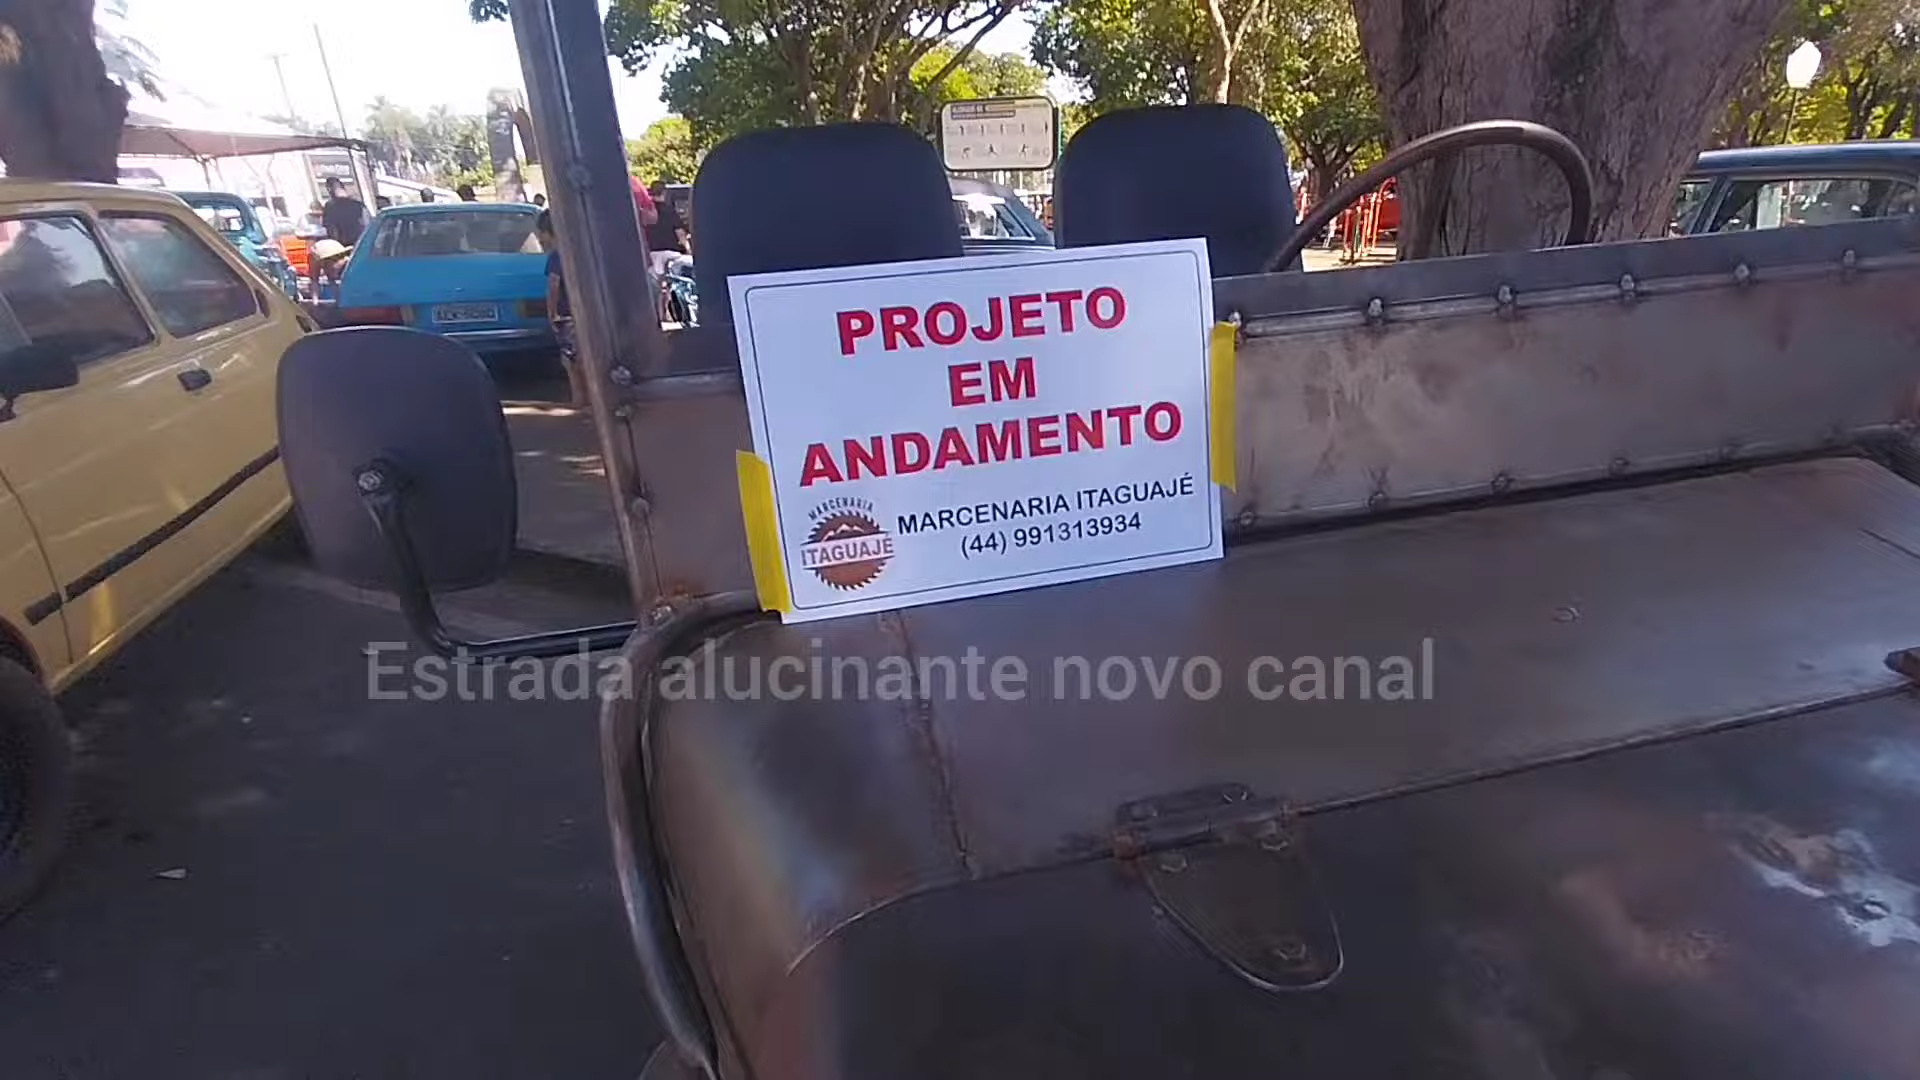 PROJETO
EM
ANDAMENTO
MARCENARIA
ITAGUAJÉ
MARCENARIA ITAGUAJÉ
(44) 991313934
Estrada alucinante novo canal